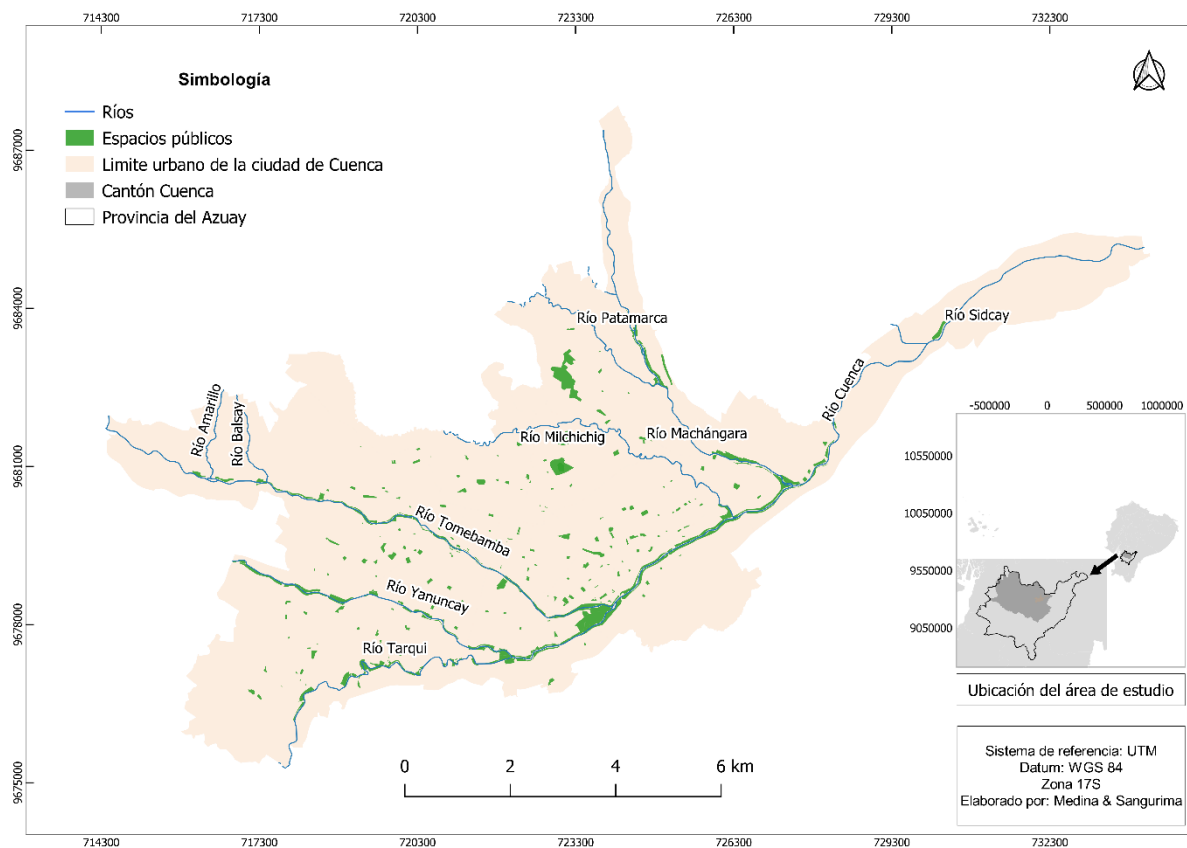 714300 717300 720300 723300 726300 729300 732300
Simbología
Ríos
Espacios públicos
Limite urbano de la ciudad de Cuenca
Cantón Cuenca
Provincia del Azuay
9687000
9684000
9681000
9678000
9675000
Río Patamarca
Río Sidcay
Río Cuenca
Río Amarillo
Río Balsay
Río Milchichig
Río Machángara
Río Tomebamba
Río Yanuncay
Río Tarqui
0 2 4 6 km
-500000 0 500000 1000000
10550000
10050000
9550000
9050000
Ubicación del área de estudio
Sistema de referencia: UTM
Datum: WGS 84
Zona 17S
Elaborado por: Medina & Sangurima
714300 717300 720300 723300 726300 729300 732300